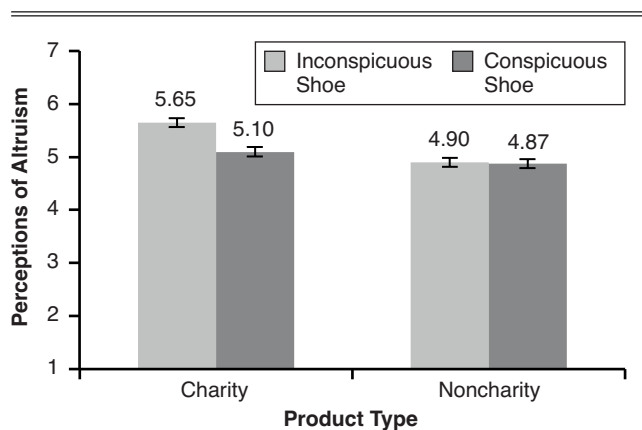 7
Inconspicuous Shoe
Conspicuous Shoe
6
5.65
5.10
4.90
4.87
5
4
3
2
1
Perceptions of Altruism
Charity
Noncharity
Product Type